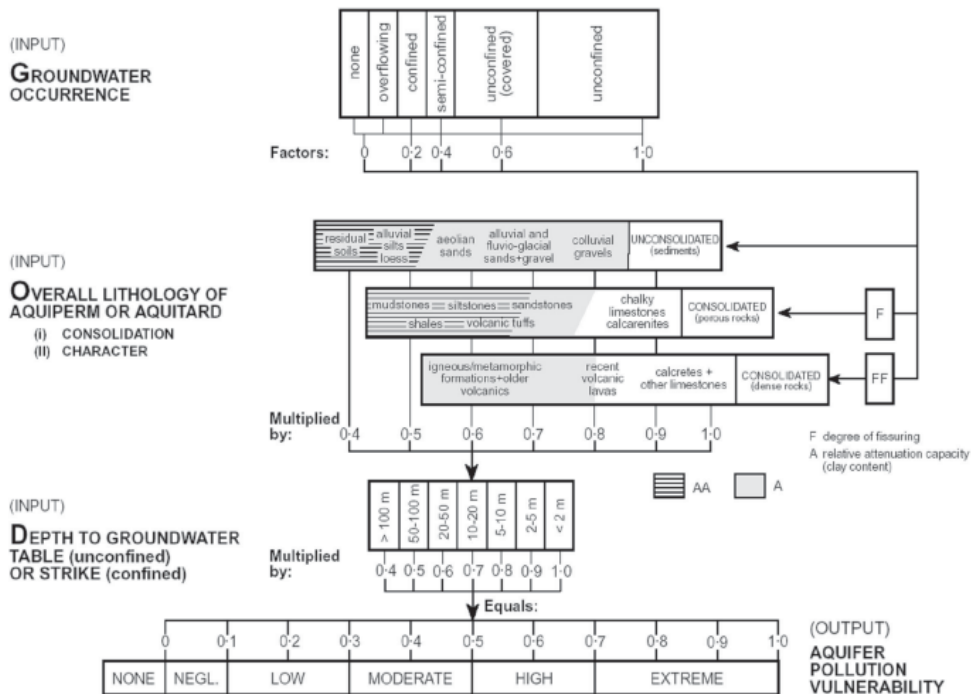 (INPUT)
GROUNDWATER
OCCURRENCE
none
overflowing
confined
semi-confined
unconfined
(covered)
unconfined
Factors:
0 0·2 0·4 0·6 1·0
(INPUT)
OVERALL LITHOLOGY OF
AQUIPERM OR AQUITARD
(i) CONSOLIDATION
(II) CHARACTER
residual
soils
alluvial
silts
loess
aeolian
sands
alluvial and
fluvio-glacial
sands+gravel
colluvial
gravels
UNCONSOLIDATED
(sediments)
mudstones
siltstones
sandstones
shales
volcanic tuffs
chalky
limestones
calcarenites
CONSOLIDATED
(porous rocks)
F
igneous/metamorphic
formations+older
volcanics
recent
volcanic
lavas
calcretes +
other limestones
CONSOLIDATED
(dense rocks)
FF
Multiplied
by:
0·4 0·5 0·6 0·7 0·8 0·9 1·0
F degree of fissuring
A relative attenuation capacity
(clay content)
AA
A
(INPUT)
DEPTH TO GROUNDWATER
TABLE (unconfined)
OR STRIKE (confined)
> 100 m
50-100 m
20-50 m
10-20 m
5-10 m
2-5 m
< 2 m
Multiplied
by:
0·4 0·5 0·6 0·7 0·8 0·9 1·0
Equals:
0 0·1 0·2 0·3 0·4 0·5 0·6 0·7 0·8 0·9 1·0
NONE NEGL. LOW MODERATE HIGH EXTREME
(OUTPUT)
AQUIFER
POLLUTION
VULNERABILITY